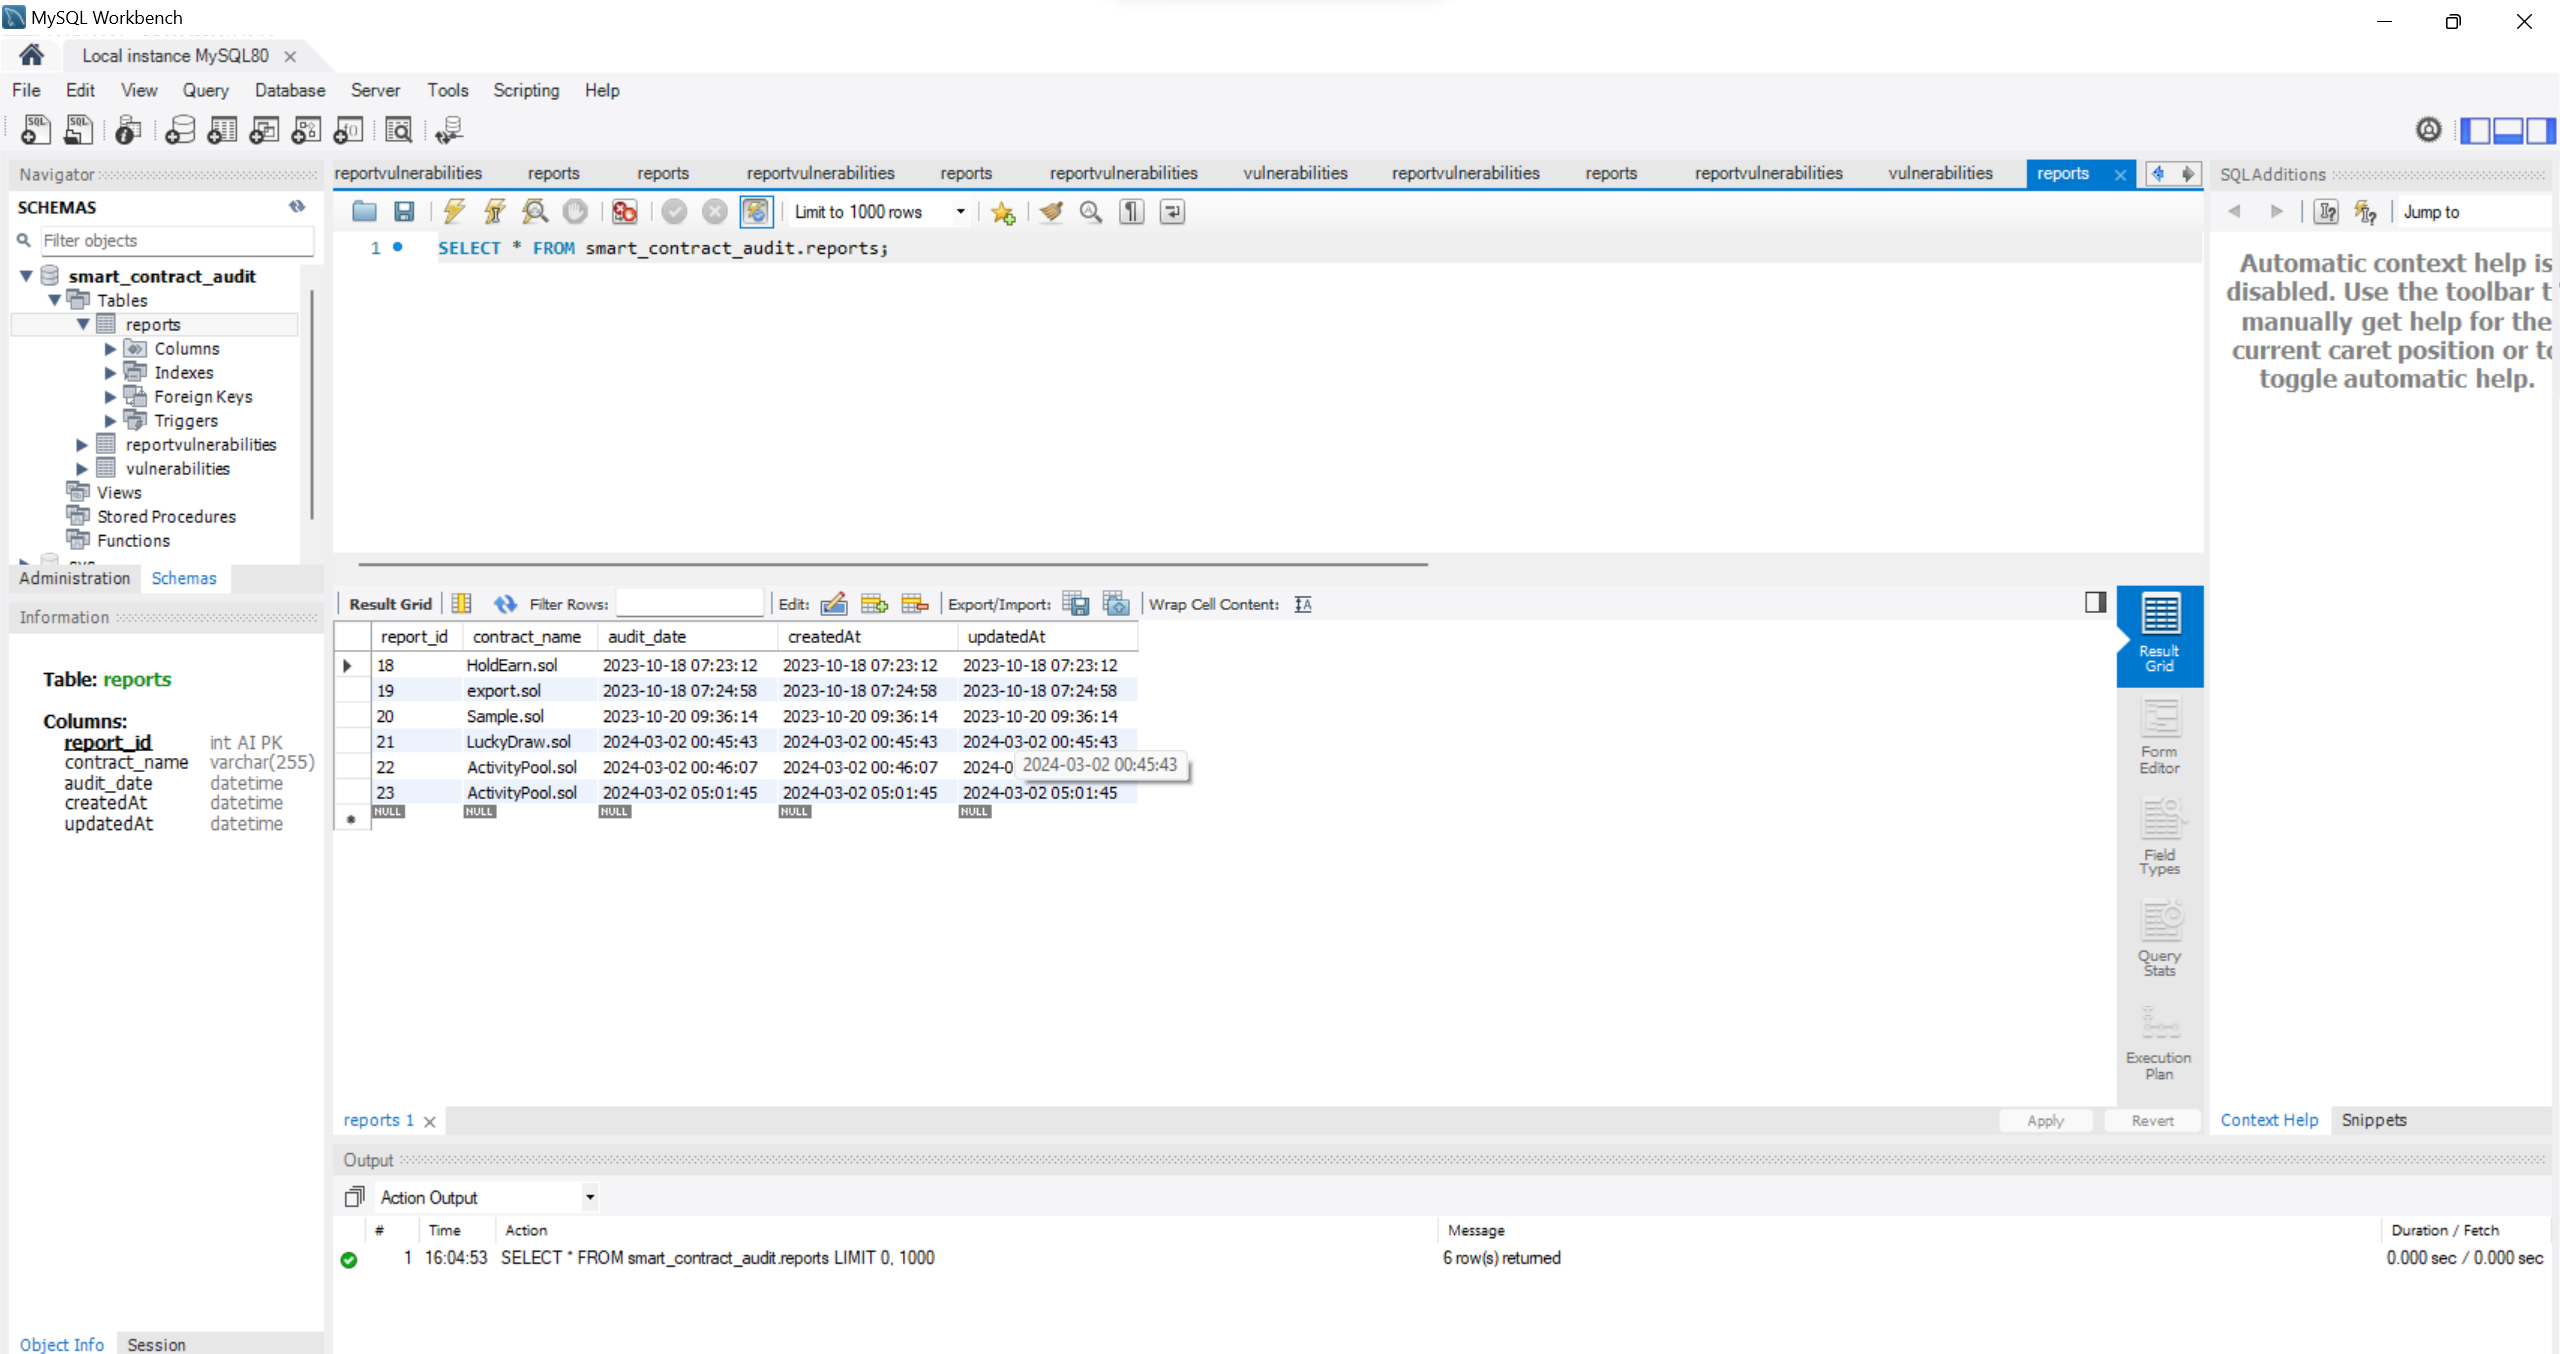 MySQL Workbench
Local instance MySQL80
File Edit View Query Database Server Tools Scripting Help
Navigator
SCHEMAS
Filter objects
smart_contract_audit
Tables
reports
Columns
Indexes
Foreign Keys
Triggers
reportvulnerabilities
vulnerabilities
Views
Stored Procedures
Functions
Administration Schemas
Information
Table: reports
Columns:
report_id int AI PK
contract_name varchar(255)
audit_date datetime
createdAt datetime
updatedAt datetime
Object Info Session
reportvulnerabilities reports reports reportvulnerabilities reports reportvulnerabilities vulnerabilities reportvulnerabilities reports reportvulnerabilities vulnerabilities reports
Limit to 1000 rows
1 SELECT * FROM smart_contract_audit.reports;
Result Grid Filter Rows: Edit: Export/Import: Wrap Cell Content:
report_id contract_name audit_date createdAt updatedAt
18 HoldEarn.sol 2023-10-18 07:23:12 2023-10-18 07:23:12 2023-10-18 07:23:12
19 export.sol 2023-10-18 07:24:58 2023-10-18 07:24:58 2023-10-18 07:24:58
20 Sample.sol 2023-10-20 09:36:14 2023-10-20 09:36:14 2023-10-20 09:36:14
21 LuckyDraw.sol 2024-03-02 00:45:43 2024-03-02 00:45:43 2024-03-02 00:45:43
22 ActivityPool.sol 2024-03-02 00:46:07 2024-03-02 00:46:07 2024-0
2024-03-02 00:45:43
23 ActivityPool.sol 2024-03-02 05:01:45 2024-03-02 05:01:45 2024-03-02 05:01:45
NULL NULL NULL NULL NULL
Result
Grid
Form
Editor
Field
Types
Query
Stats
Execution
Plan
reports 1
Apply Revert
SQLAdditions
Jump to
Automatic context help is
disabled. Use the toolbar t
manually get help for the
current caret position or to
toggle automatic help.
Context Help Snippets
Output
Action Output
# Time Action Message Duration / Fetch
1 16:04:53 SELECT * FROM smart_contract_audit.reports LIMIT 0, 1000 6 row(s) returned 0.000 sec / 0.000 sec